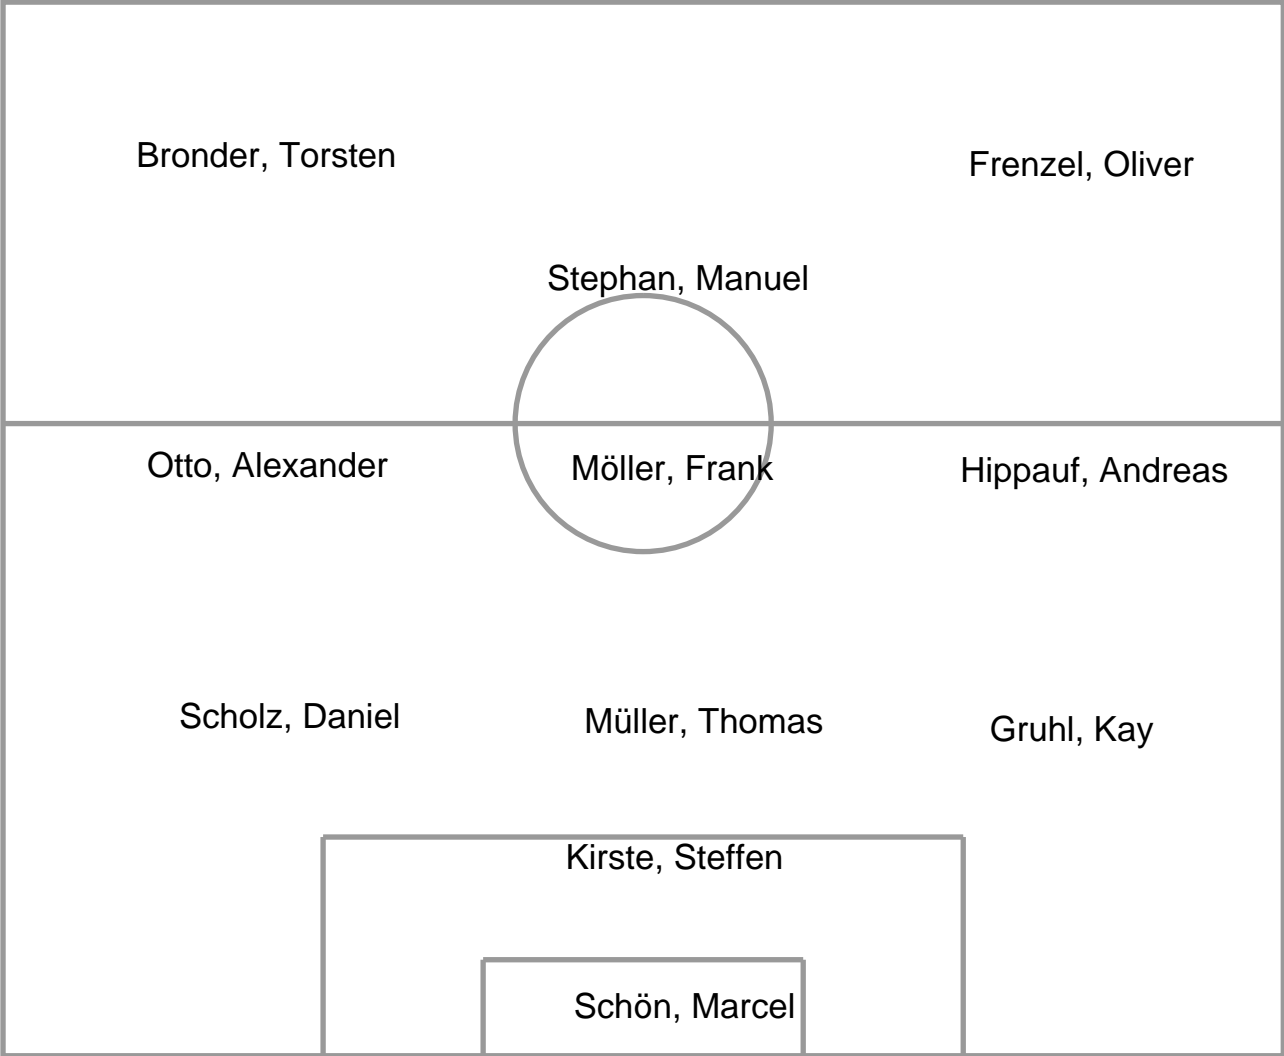 Bronder, Torsten
Frenzel, Oliver
Stephan, Manuel
Otto, Alexander
Möller, Frank
Hippauf, Andreas
Scholz, Daniel
Müller, Thomas
Gruhl, Kay
Kirste, Steffen
Schön, Marcel